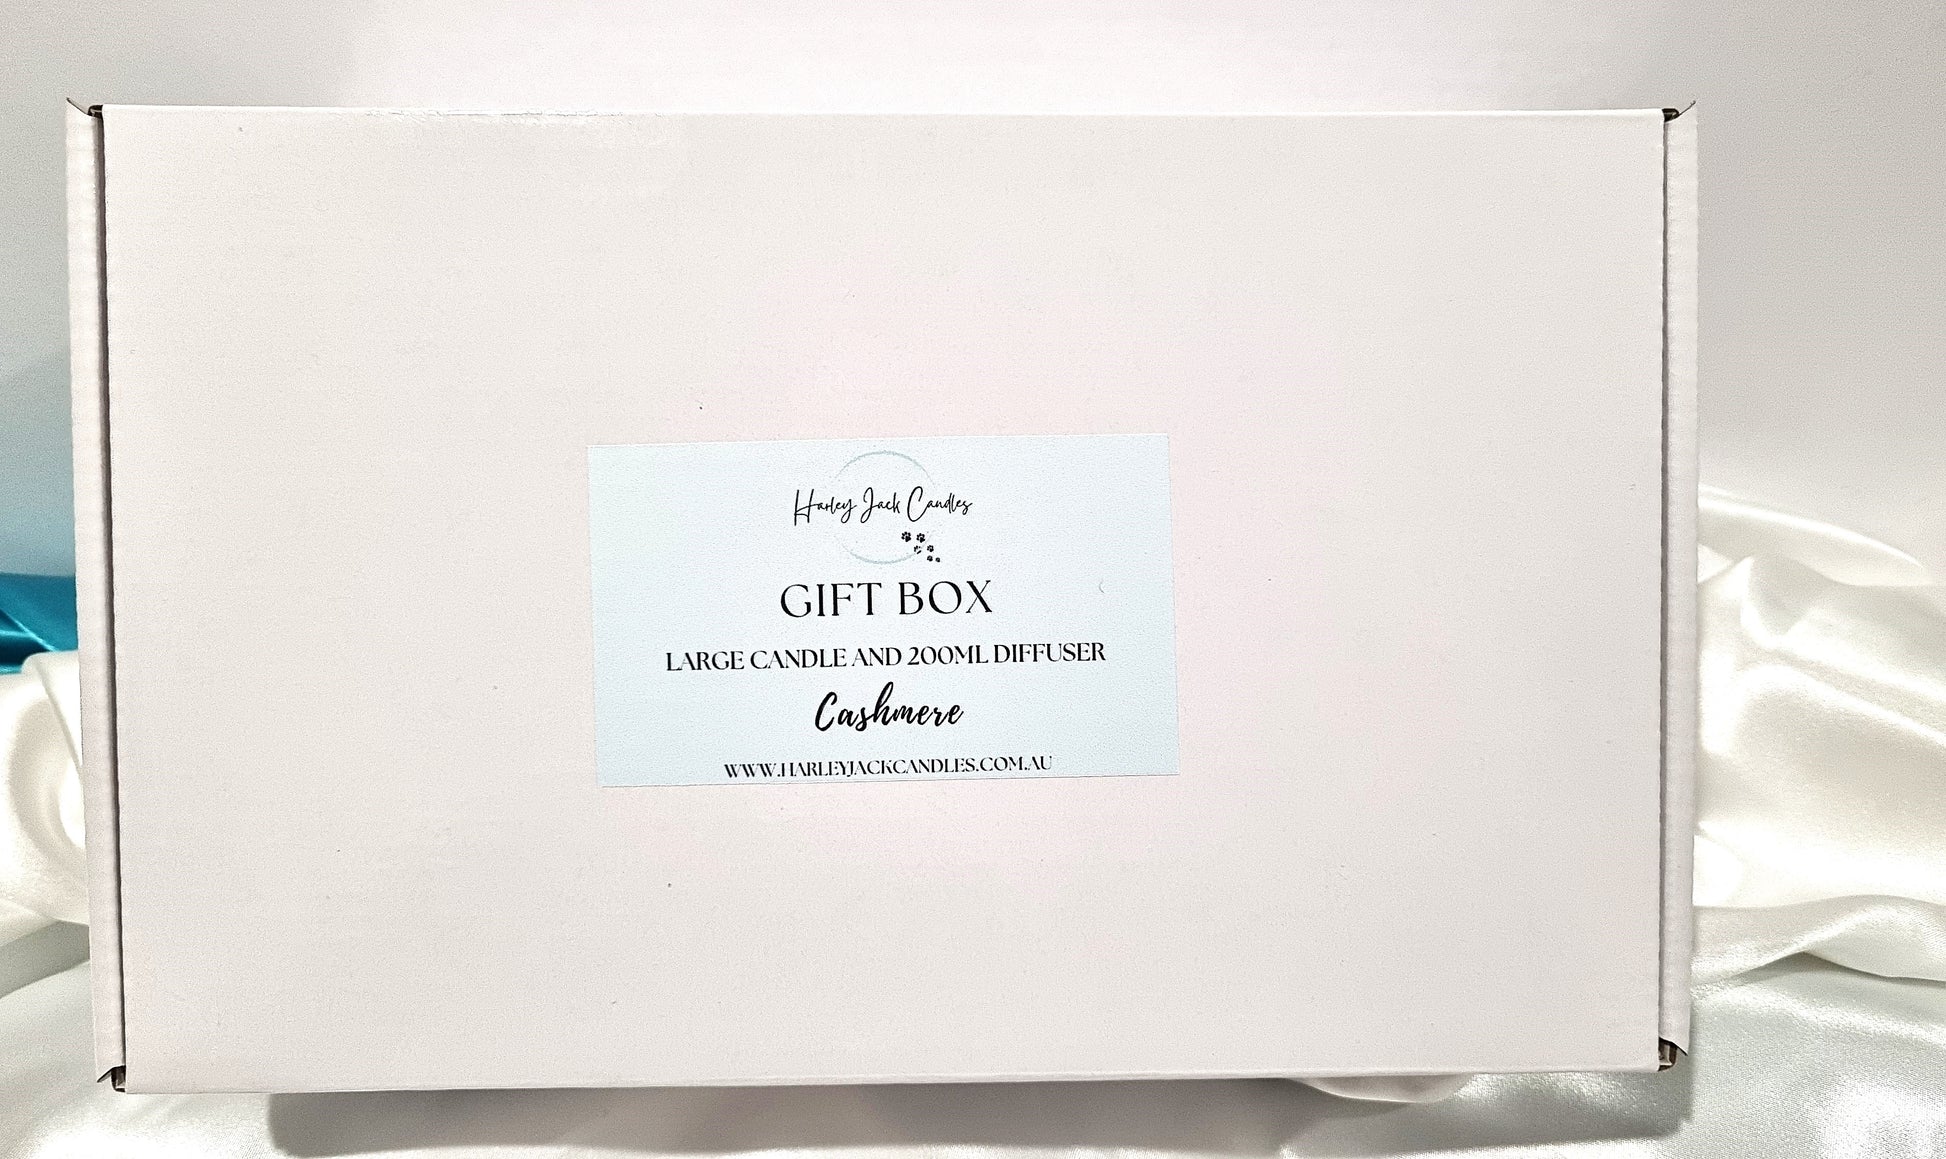 Harley Jack Candles
GIFT BOX
LARGE CANDLE AND 200ML DIFFUSER
Cashmere
WWW.HARLEYJACKCANDLES.COM.AU